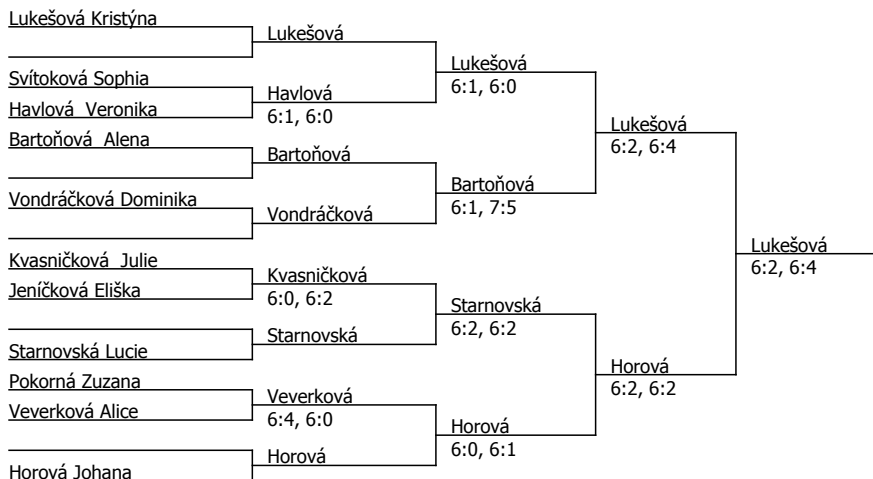 Lukešová Kristýna
Lukešová
Lukešová
6:1, 6:0
Svítoková Sophia
Havlová
6:1, 6:0
Havlová Veronika
Lukešová
6:2, 6:4
Bartoňová Alena
Bartoňová
Bartoňová
6:1, 7:5
Vondráčková Dominika
Vondráčková
Lukešová
6:2, 6:4
Kvasničková Julie
Kvasničková
6:0, 6:2
Jeníčková Eliška
Starnovská
6:2, 6:2
Starnovská
Starnovská Lucie
Horová
6:2, 6:2
Pokorná Zuzana
Veverková
6:4, 6:0
Veverková Alice
Horová
6:0, 6:1
Horová
Horová Johana